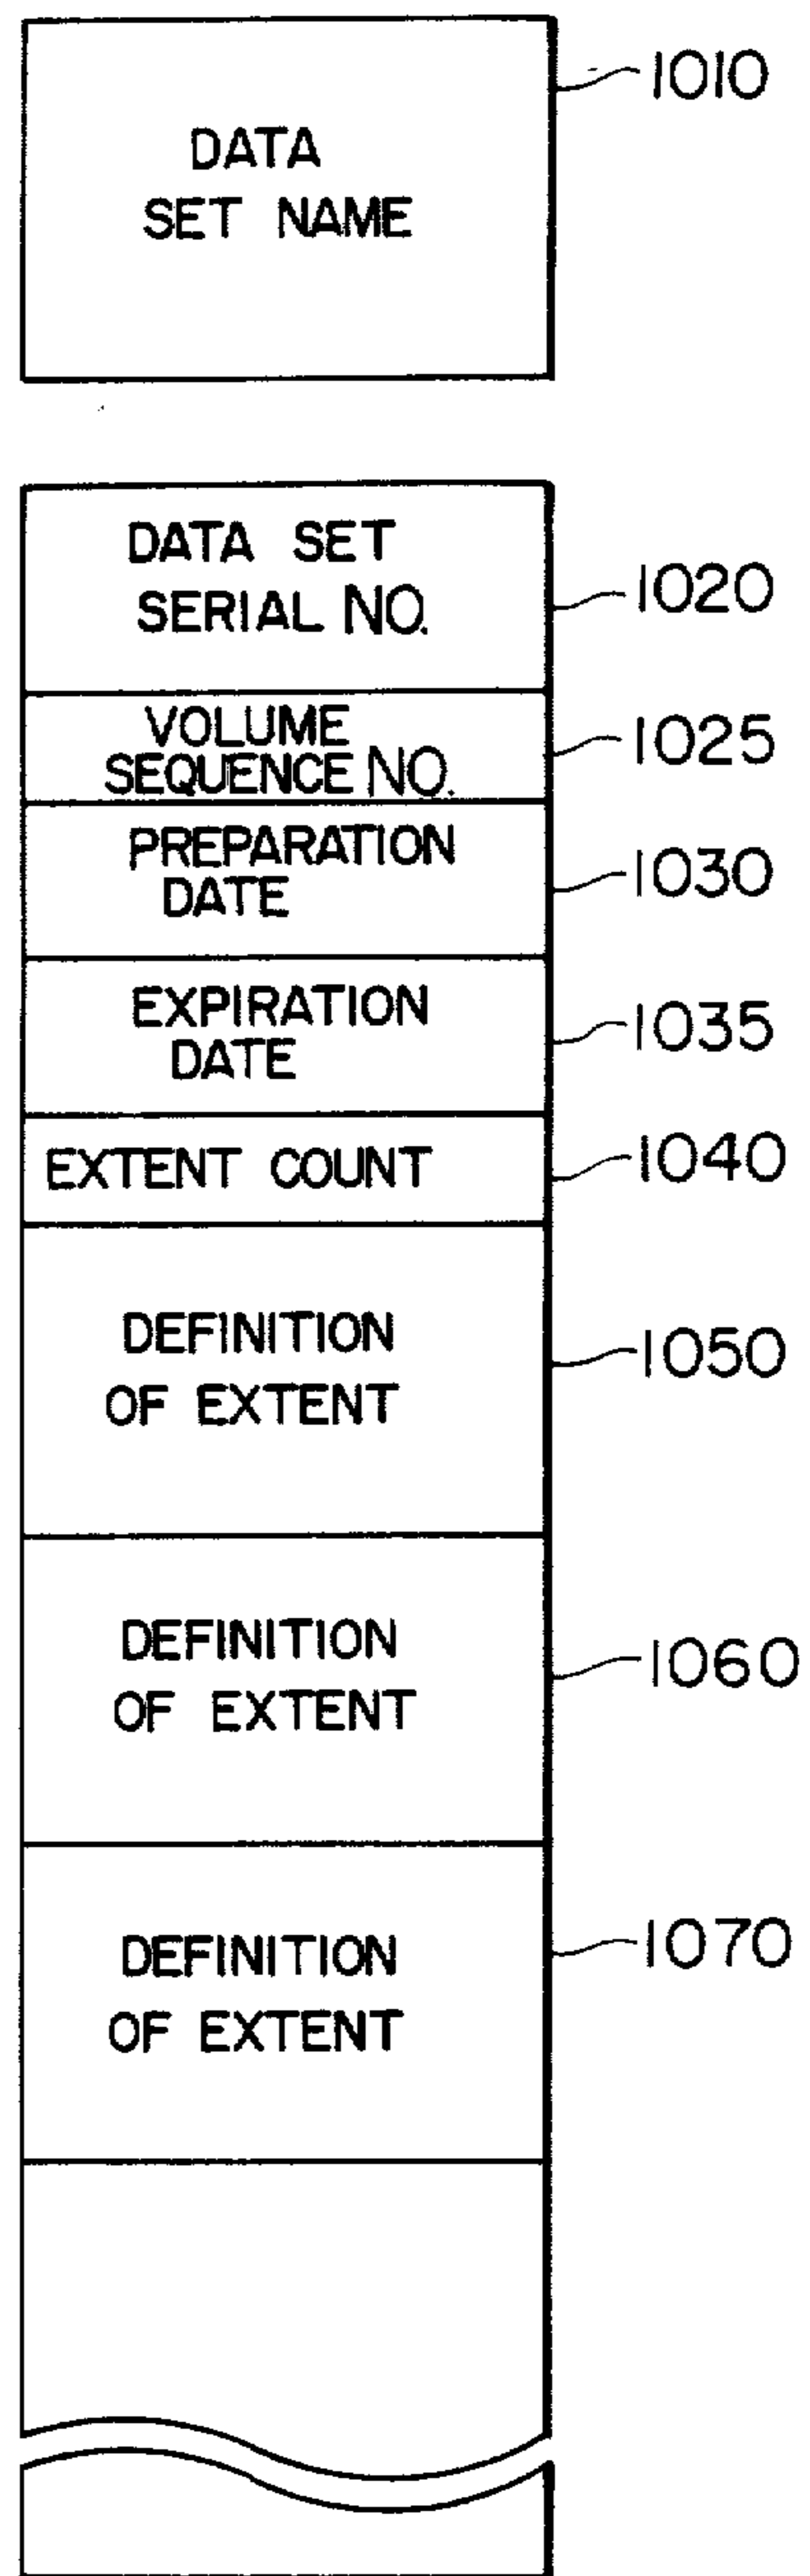 1010
DATA
SET NAME
DATA SET
SERIAL NO.
1020
VOLUME
SEQUENCE NO.
1025
PREPARATION
DATE
1030
EXPIRATION
DATE
1035
EXTENT COUNT
1040
DEFINITION
OF EXTENT
1050
DEFINITION
OF EXTENT
1060
DEFINITION
OF EXTENT
1070